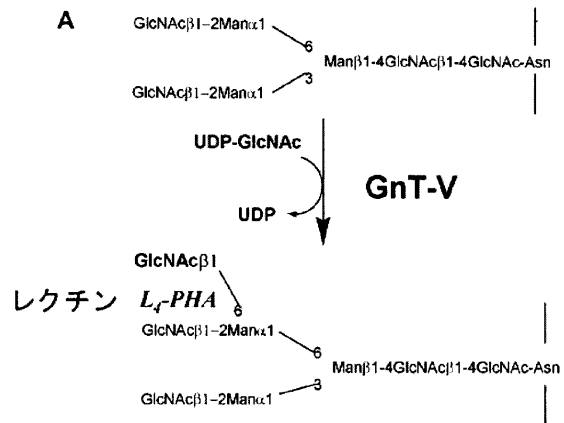 A
GlcNAcβ1-2Manα1
6
Manβ1-4GlcNAcβ1-4GlcNAc-Asn
3
GlcNAcβ1-2Manα1
UDP-GlcNAc
GnT-V
UDP
GlcNAcβ1
レクチン L4-PHA
6
GlcNAcβ1-2Manα1
6
Manβ1-4GlcNAcβ1-4GlcNAc-Asn
3
GlcNAcβ1-2Manα1